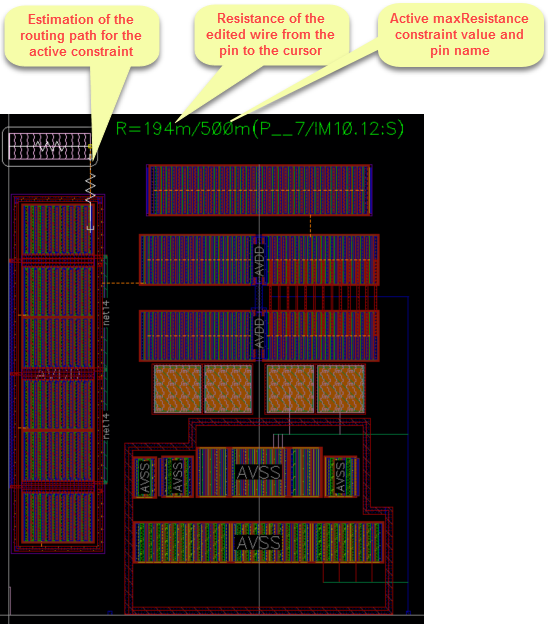 Estimation of the
routing path for the
active constraint
Resistance of the
edited wire from the
pin to the cursor
Active maxResistance
constraint value and
pin name
R=194m/500m(P__7/IM10.12:S)
AVDD
net14
AVDD
net14
AVSS
AVSS
AVSS
AVSS
AVSS